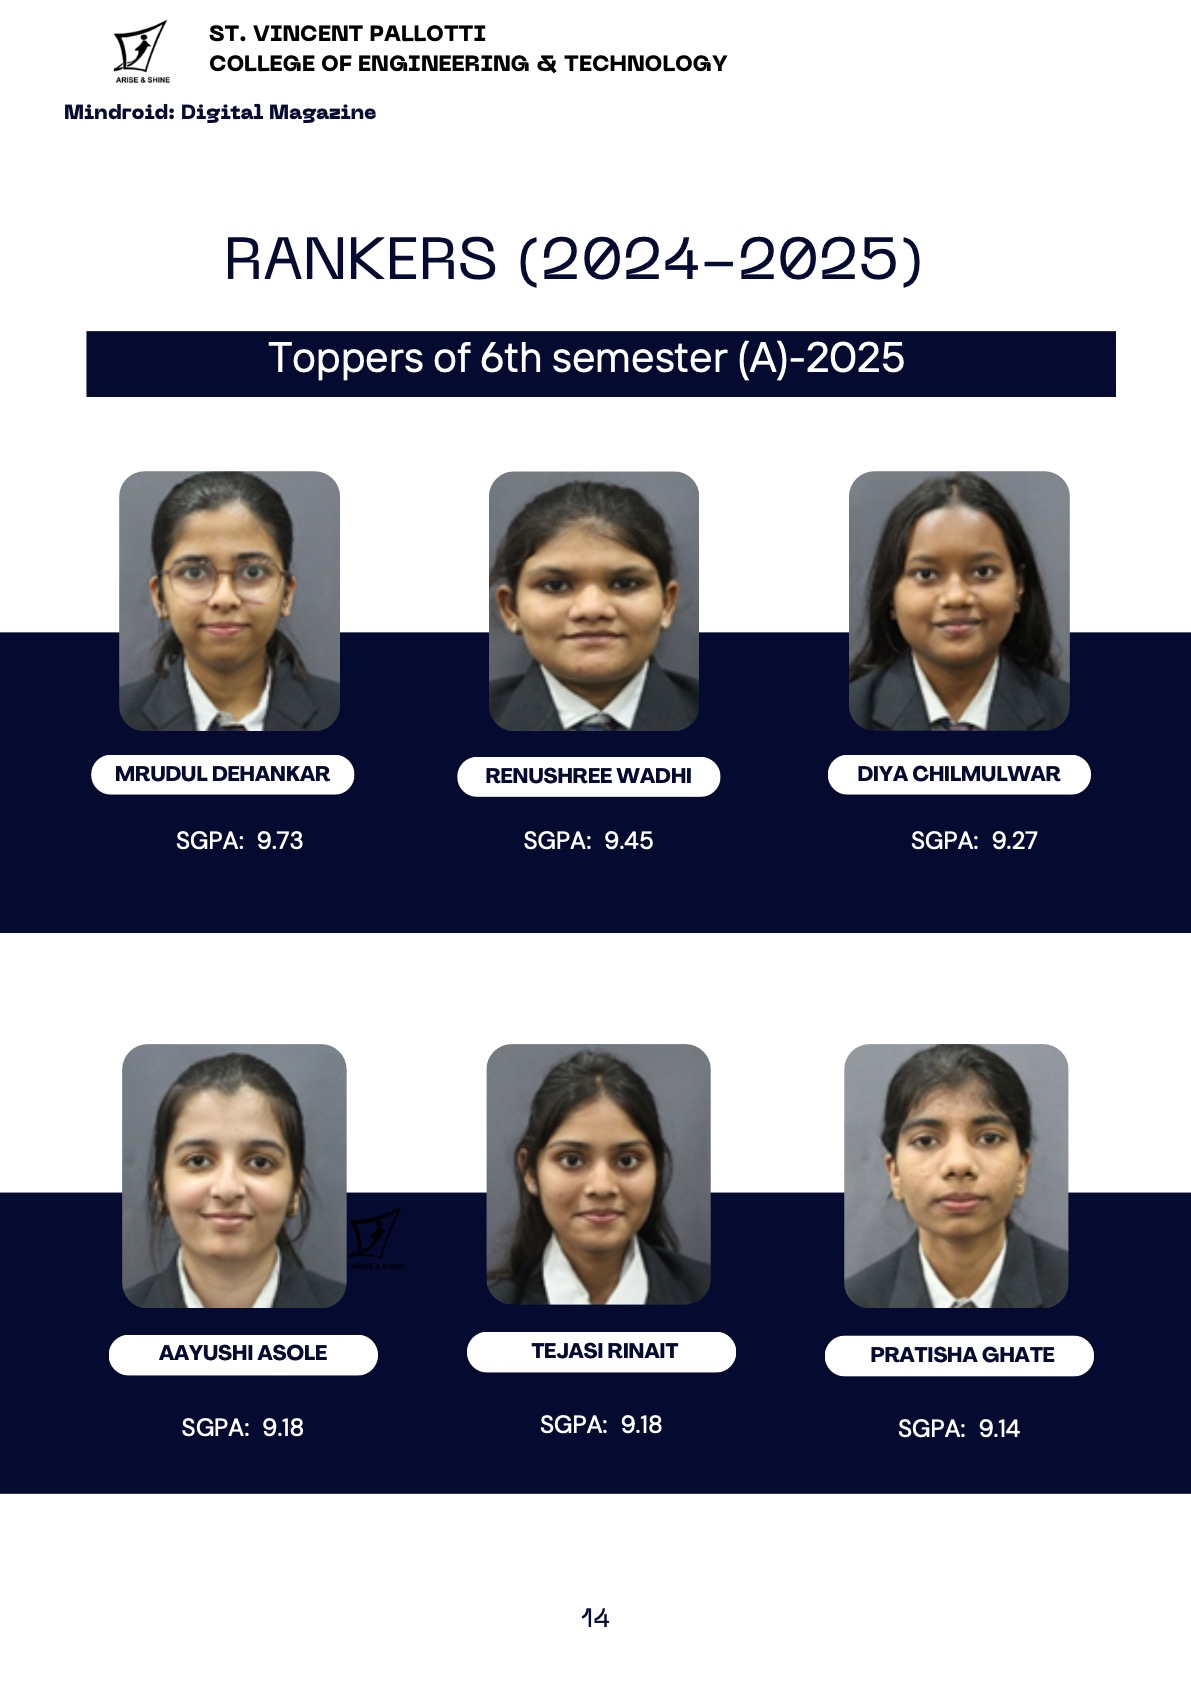 ST. VINCENT PALLOTTI
COLLEGE OF ENGINEERING & TECHNOLOGY
ARISE & SHINE
Mindroid: Digital Magazine
RANKERS (2024-2025)
Toppers of 6th semester (A)-2025
MRUDUL DEHANKAR
RENUSHREE WADHI
DIYA CHILMULWAR
SGPA: 9.73
SGPA: 9.45
SGPA: 9.27
ARISE & SHINE
AAYUSHI ASOLE
TEJASI RINAIT
PRATISHA GHATE
SGPA: 9.18
SGPA: 9.18
SGPA: 9.14
14